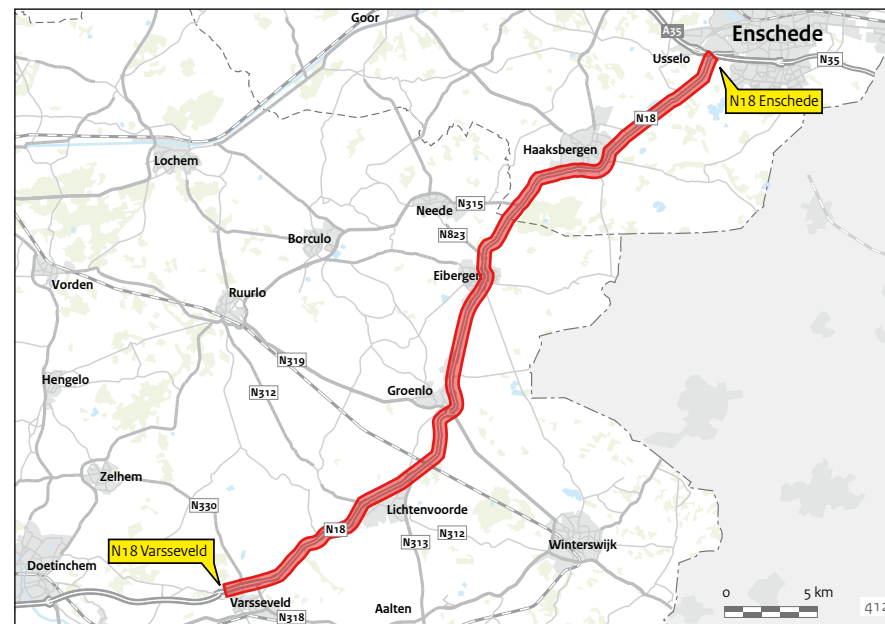 Goor
A35
Enschede
Usselo
N35
N18 Enschede
N18
Haaksbergen
Lochem
Neede
N315
N823
Borculo
Eibergen
Vorden
Ruurlo
N319
Hengelo
N312
Groenlo
Zelhem
N330
Lichtenvoorde
N18
N312
N313
Winterswijk
N18 Varsseveld
Doetinchem
Varsseveld
N318
Aalten
0 5 km
412